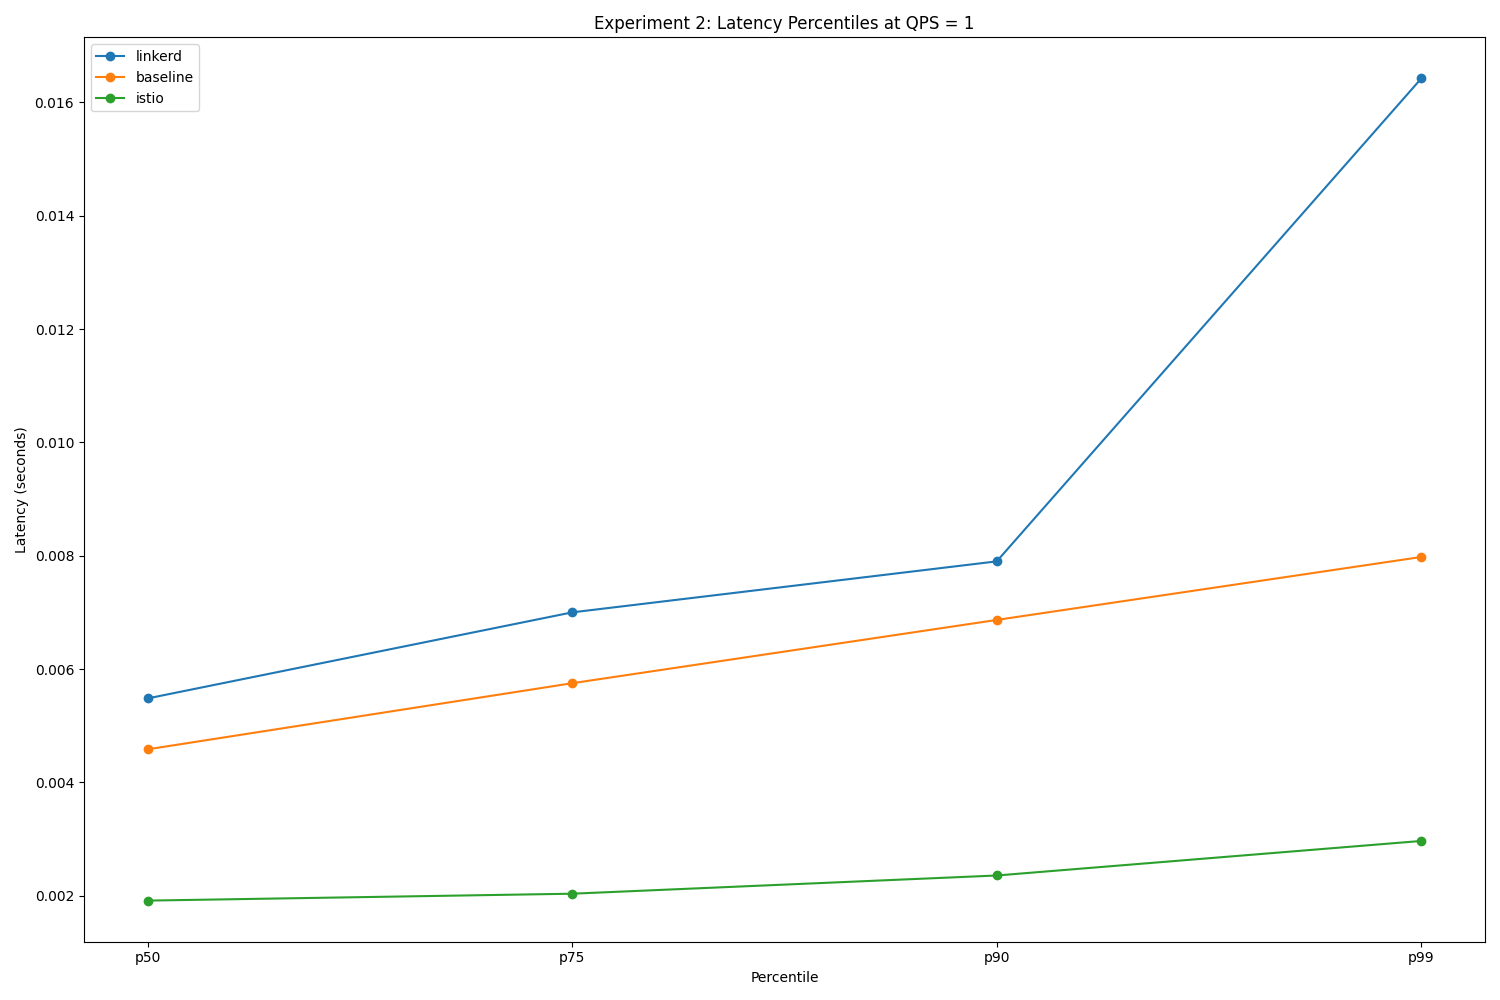 Experiment 2: Latency Percentiles at QPS = 1
linkerd
baseline
istio
0.016
0.014
0.012
0.010
0.008
0.006
0.004
0.002
Latency (seconds)
p50
p75
p90
p99
Percentile